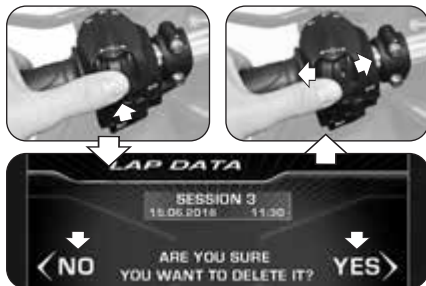 LAP DATA
SESSION 3
15.06.2016 11:30
NO
ARE YOU SURE
YOU WANT TO DELETE IT?
YES